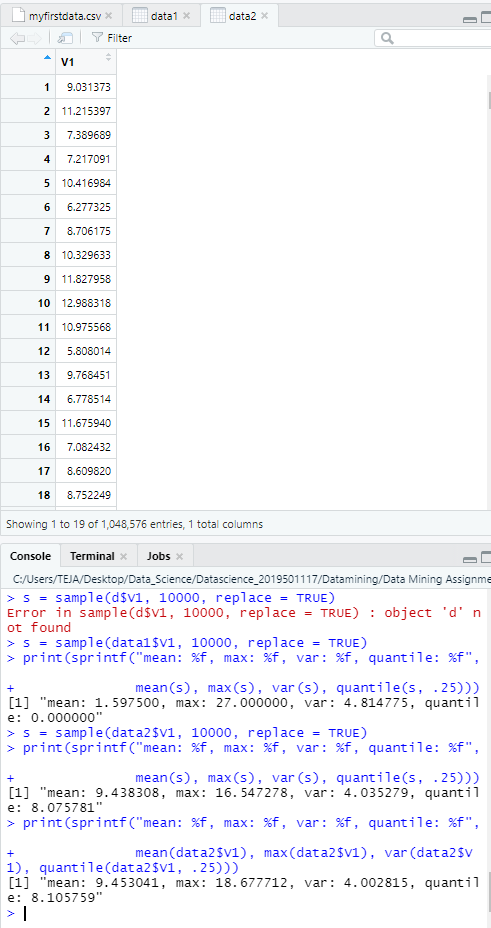 myfirstdata.csv data1 data2
Filter
V1
1 9.031373
2 11.215397
3 7.389689
4 7.217091
5 10.416984
6 6.277325
7 8.706175
8 10.329633
9 11.827958
10 12.988318
11 10.975568
12 5.808014
13 9.768451
14 6.778514
15 11.675940
16 7.082432
17 8.609820
18 8.752249
Showing 1 to 19 of 1,048,576 entries, 1 total columns
Console Terminal Jobs
C:/Users/TEJA/Desktop/Data_Science/Datascience_2019501117/Datamining/Data Mining Assignme
> s = sample(d$V1, 10000, replace = TRUE)
Error in sample(d$V1, 10000, replace = TRUE) : object 'd' n
ot found
> s = sample(data1$V1, 10000, replace = TRUE)
> print(sprintf("mean: %f, max: %f, var: %f, quantile: %f",
+ mean(s), max(s), var(s), quantile(s, .25)))
[1] "mean: 1.597500, max: 27.000000, var: 4.814775, quantil
e: 0.000000"
> s = sample(data2$V1, 10000, replace = TRUE)
> print(sprintf("mean: %f, max: %f, var: %f, quantile: %f",
+ mean(s), max(s), var(s), quantile(s, .25)))
[1] "mean: 9.438308, max: 16.547278, var: 4.035279, quantil
e: 8.075781"
> print(sprintf("mean: %f, max: %f, var: %f, quantile: %f",
+ mean(data2$V1), max(data2$V1), var(data2$V
1), quantile(data2$V1, .25)))
[1] "mean: 9.453041, max: 18.677712, var: 4.002815, quantil
e: 8.105759"
>